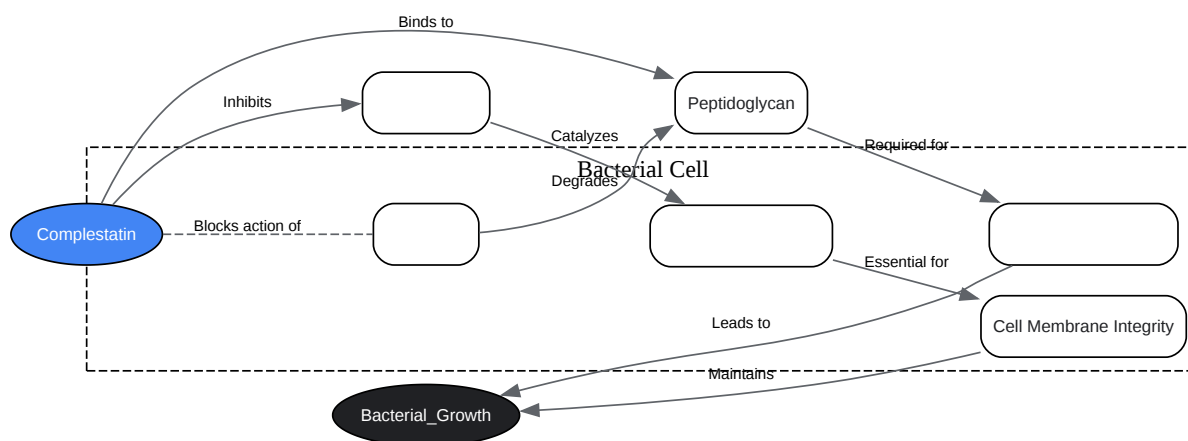 Binds to
Inhibits
Peptidoglycan
Catalyzes
Required for
Bacterial Cell
Degrades
Blocks action of
Complestatin
Essential for
Leads to
Cell Membrane Integrity
Maintains
Bacterial_Growth